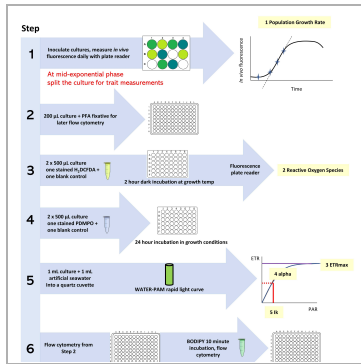 Step
1
Inoculate cultures, measure in vivo
fluorescence daily with plate reader
At mid-exponential phase
split the culture for trait measurements
1 Population Growth Rate
In vivo fluorescence
Time
2
200 µL culture + PFA fixative for
later flow cytometry
3
2 x 500 µL culture
one stained H₂DCFDA +
one blank control
2 hour dark incubation at growth temp
Fluorescence
plate reader
2 Reactive Oxygen Species
4
2 x 500 µL culture
one stained PDMPO +
one blank control
24 hour incubation in growth conditions
5
1 mL culture + 1 mL
artificial seawater
into a quartz cuvette
WATER-PAM rapid light curve
ETR
3 ETRmax
4 alpha
5 Ik
PAR
6
Flow cytometry from
Step 2
BODIPY 10 minute
incubation, flow
cytometry